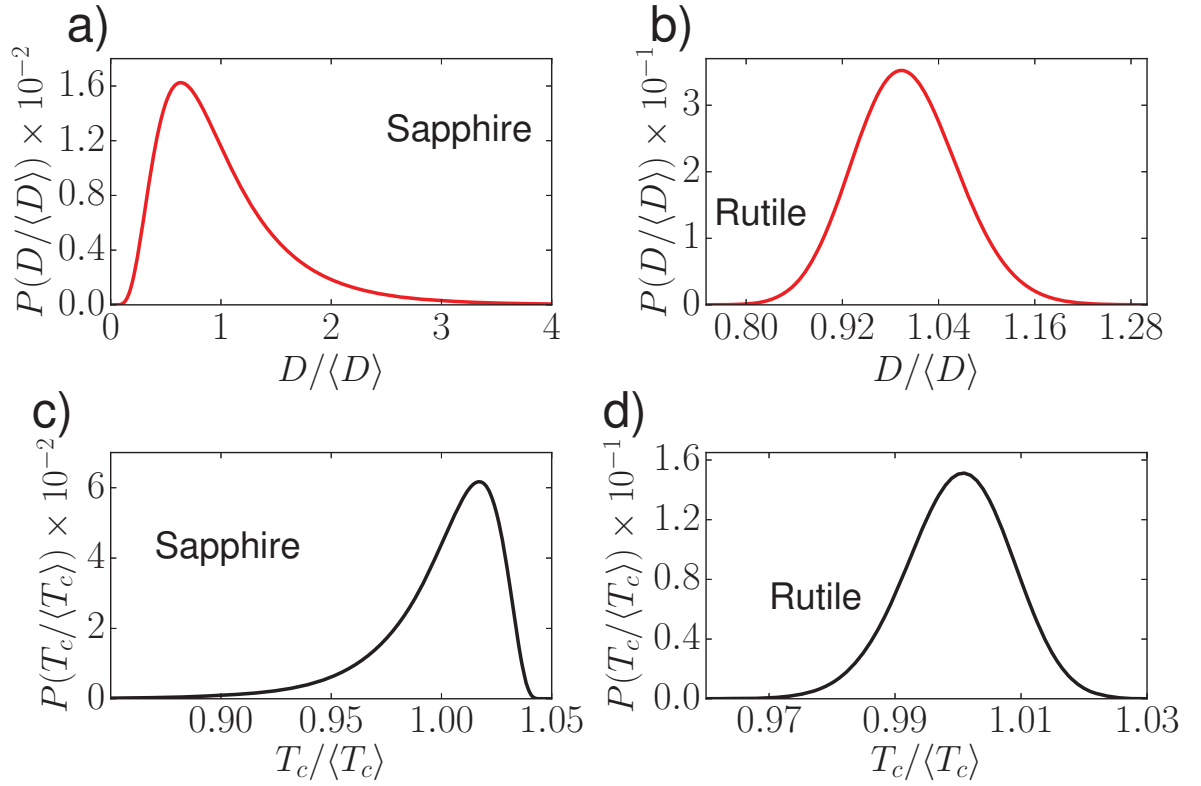 a)
P(D/⟨D⟩) × 10⁻²
1.6
1.2
0.8
0.4
0.0
Sapphire
0 1 2 3 4
D/⟨D⟩
b)
P(D/⟨D⟩) × 10⁻¹
3
2
1
0
Rutile
0.80 0.92 1.04 1.16 1.28
D/⟨D⟩
c)
P(T_c/⟨T_c⟩) × 10⁻²
6
4
2
0
Sapphire
0.90 0.95 1.00 1.05
T_c/⟨T_c⟩
d)
P(T_c/⟨T_c⟩) × 10⁻¹
1.6
1.2
0.8
0.4
0.0
Rutile
0.97 0.99 1.01 1.03
T_c/⟨T_c⟩